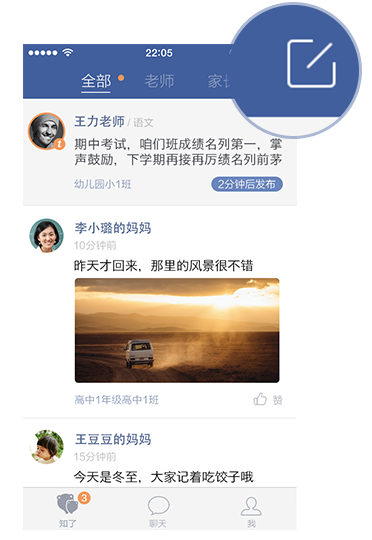 22:05
全部
老师
家长
王力老师 / 语文
期中考试，咱们班成绩名列第一，掌
声鼓励，下学期再接再厉名列前茅
幼儿园小1班
2分钟后发布
李小璐的妈妈
10分钟前
昨天才回来，那里的风景很不错
高中1年级高中1班
赞
王豆豆的妈妈
15分钟前
今天是冬至，大家记着吃饺子哦
3
知了
聊天
我